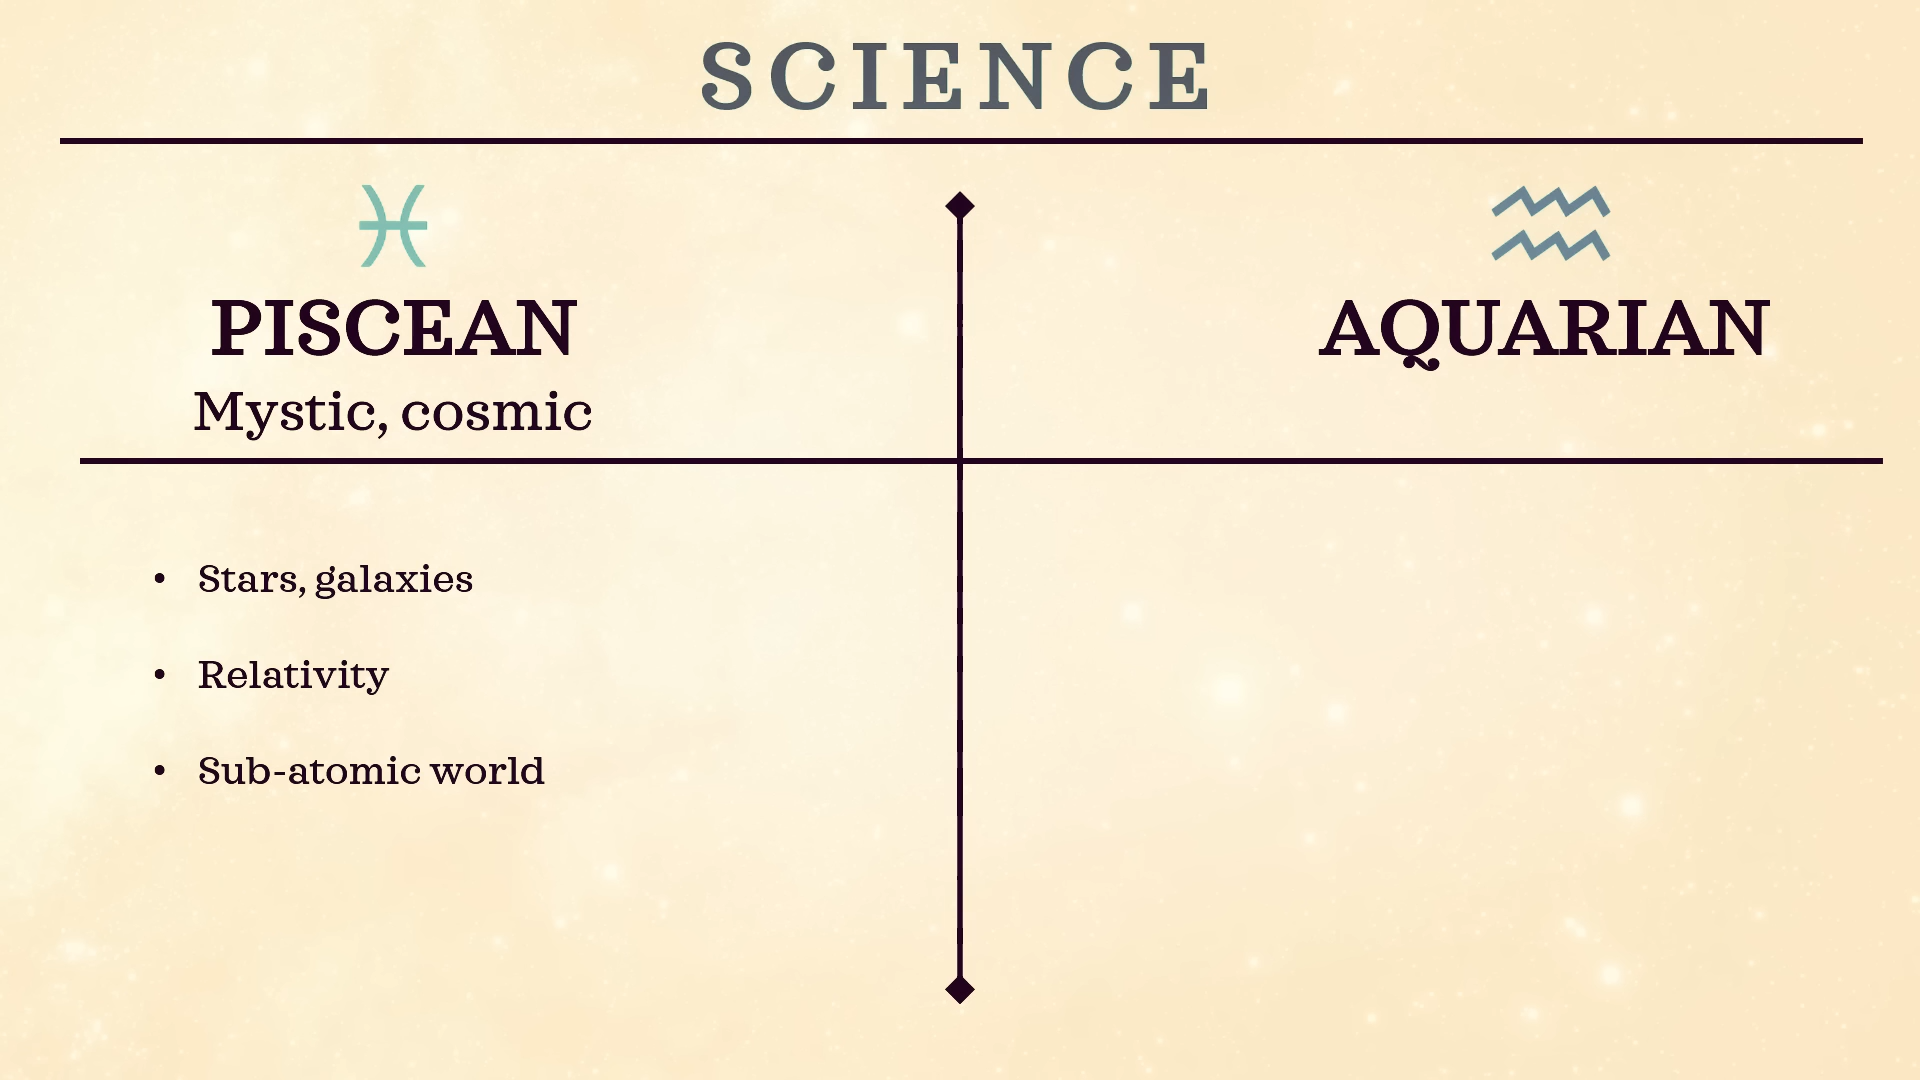 SCIENCE
♓
PISCEAN
Mystic, cosmic
• Stars, galaxies
• Relativity
• Sub-atomic world
♒
AQUARIAN